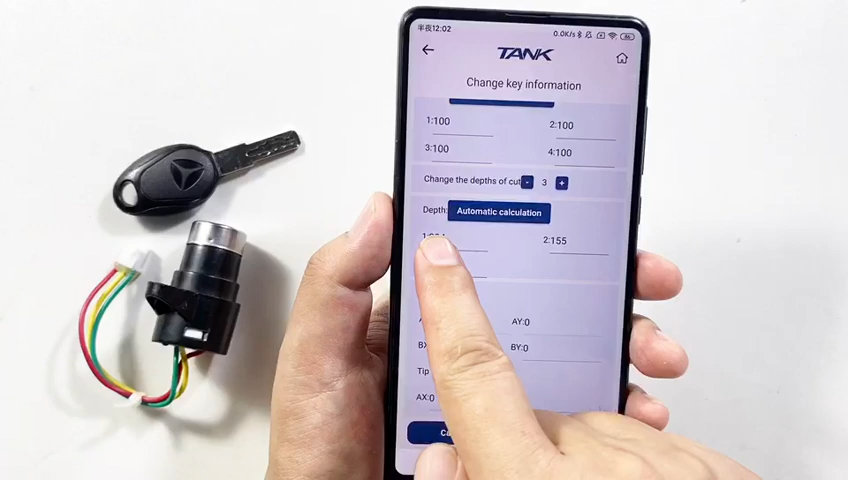 半夜12:02
0.0K/s
TANK
Change key information
1:100 2:100
3:100 4:100
Change the depths of cut - 3 +
Depth: Automatic calculation
2:155
AY:0
BY:0
Tip
AX:0